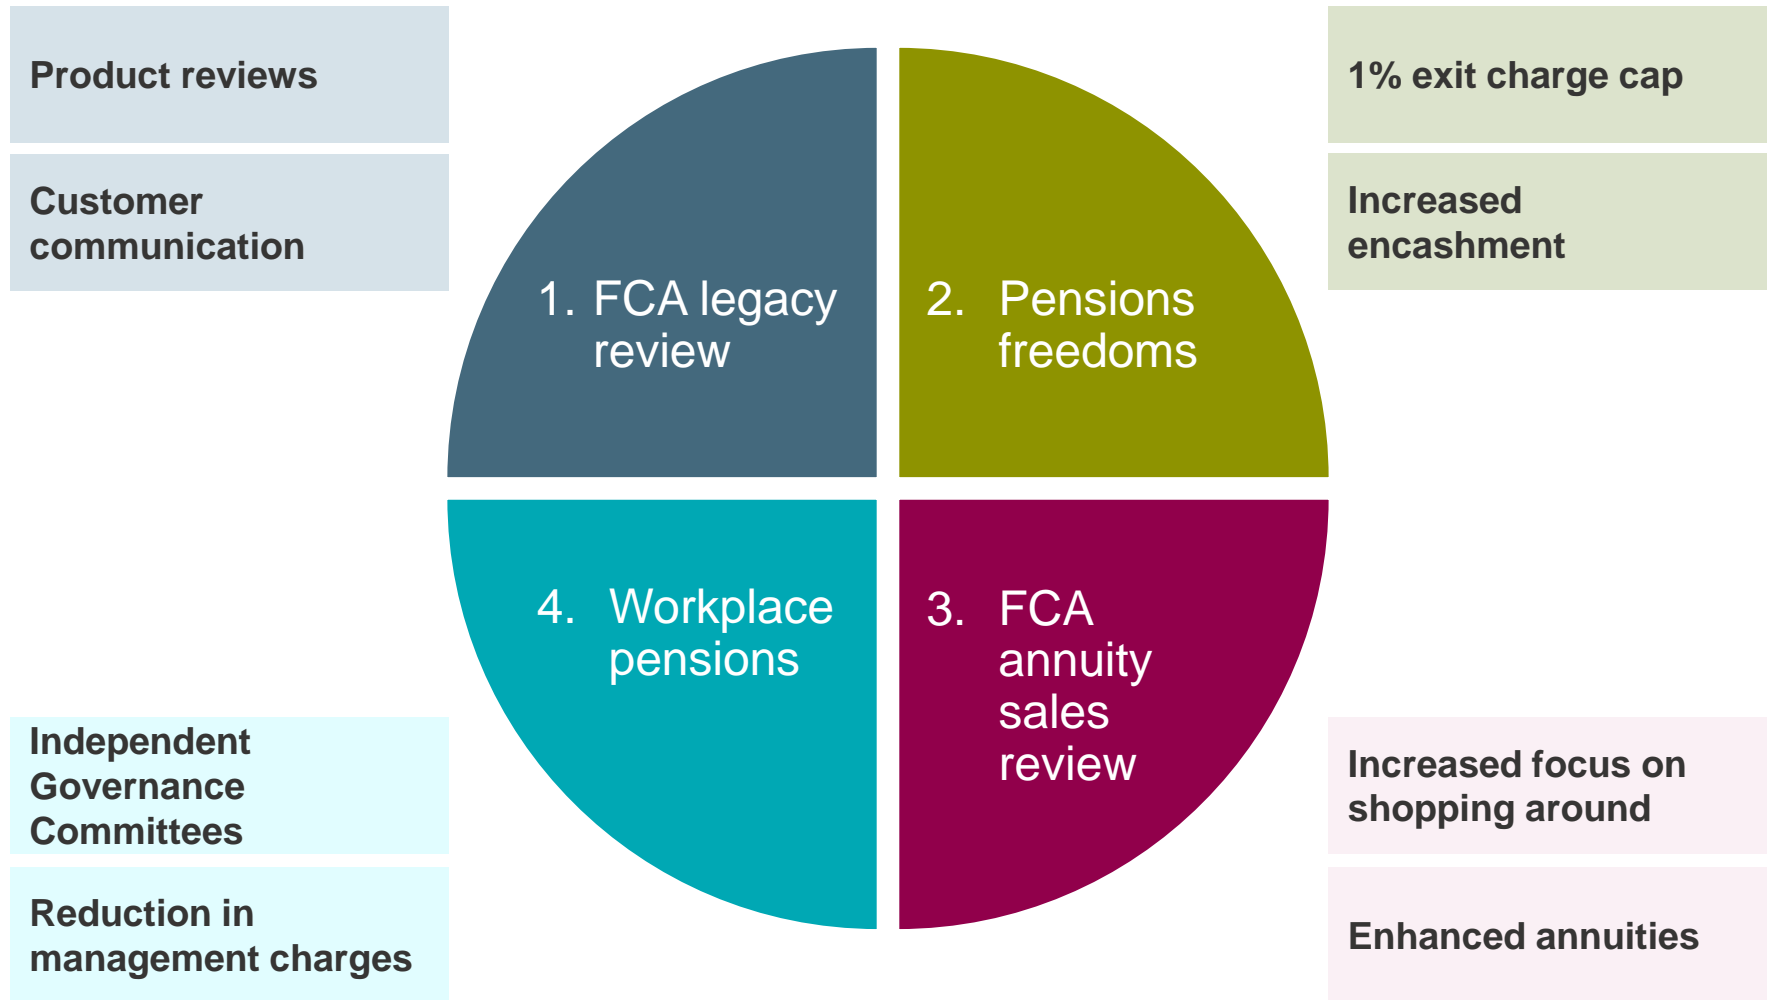 Product reviews
Customer
communication
1. FCA legacy
review
2. Pensions
freedoms
1% exit charge cap
Increased
encashment
4. Workplace
pensions
3. FCA
annuity
sales
review
Independent
Governance
Committees
Reduction in
management charges
Increased focus on
shopping around
Enhanced annuities